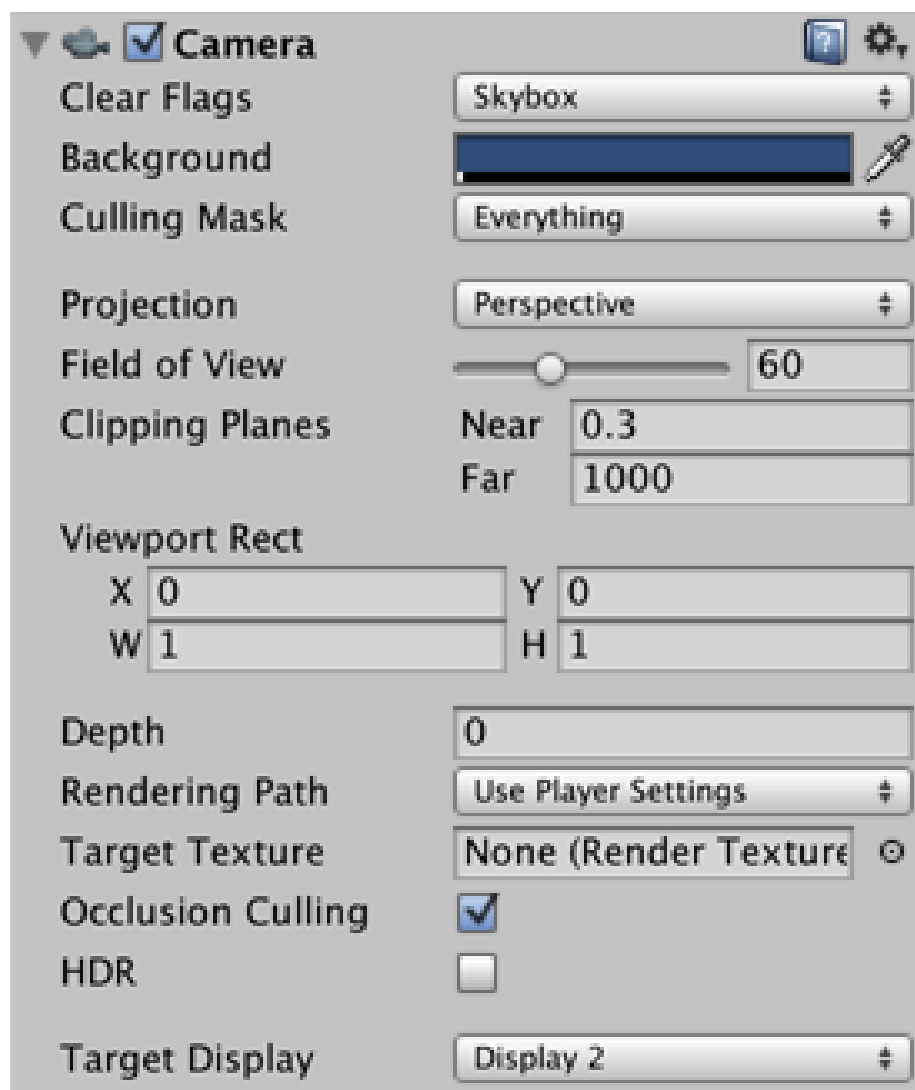 Camera
Clear Flags Skybox
Background
Culling Mask Everything
Projection Perspective
Field of View 60
Clipping Planes Near 0.3
Far 1000
Viewport Rect
X 0 Y 0
W 1 H 1
Depth 0
Rendering Path Use Player Settings
Target Texture None (Render Texture
Occlusion Culling
HDR
Target Display Display 2